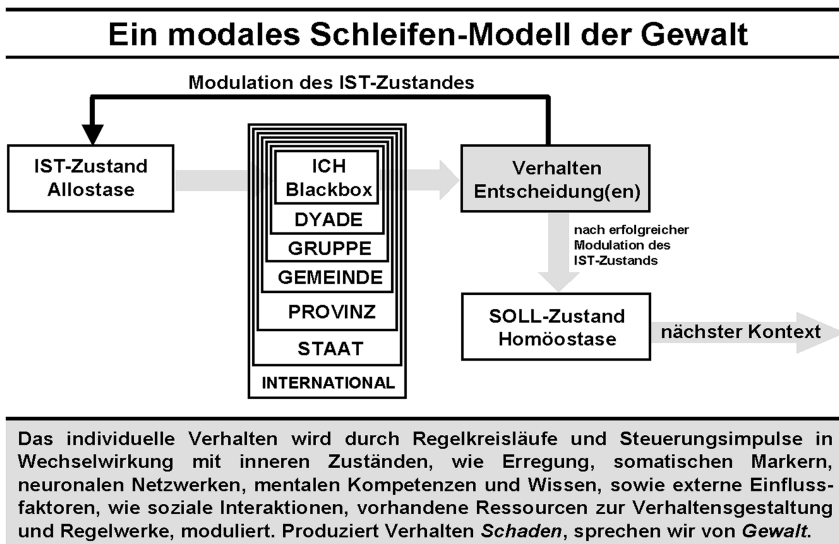 Ein modales Schleifen-Modell der Gewalt
Modulation des IST-Zustandes
IST-Zustand
Allostase
ICH
Blackbox
DYADE
GRUPPE
GEMEINDE
PROVINZ
STAAT
INTERNATIONAL
Verhalten
Entscheidung(en)
nach erfolgreicher
Modulation des
IST-Zustands
SOLL-Zustand
Homöostase
nächster Kontext
Das individuelle Verhalten wird durch Regelkreisläufe und Steuerungsimpulse in
Wechselwirkung mit inneren Zuständen, wie Erregung, somatischen Markern,
neuronalen Netzwerken, mentalen Kompetenzen und Wissen, sowie externe Einfluss-
faktoren, wie soziale Interaktionen, vorhandene Ressourcen zur Verhaltensgestaltung
und Regelwerke, moduliert. Produziert Verhalten Schaden, sprechen wir von Gewalt.